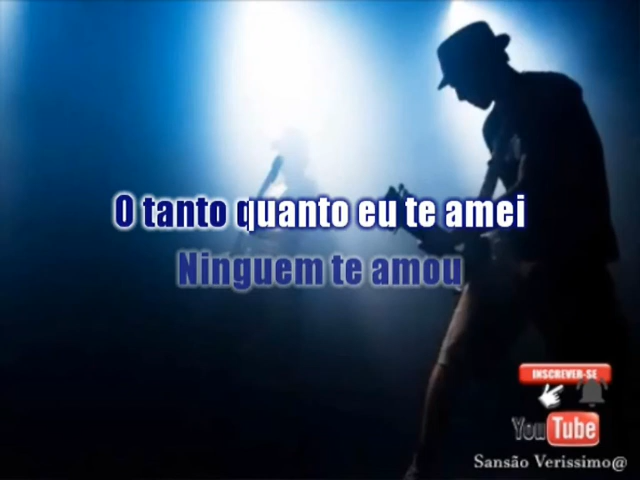 O tanto quanto eu te amei
Ninguem te amou
INSCREVER-SE
YouTube
Sansão Verissimo@